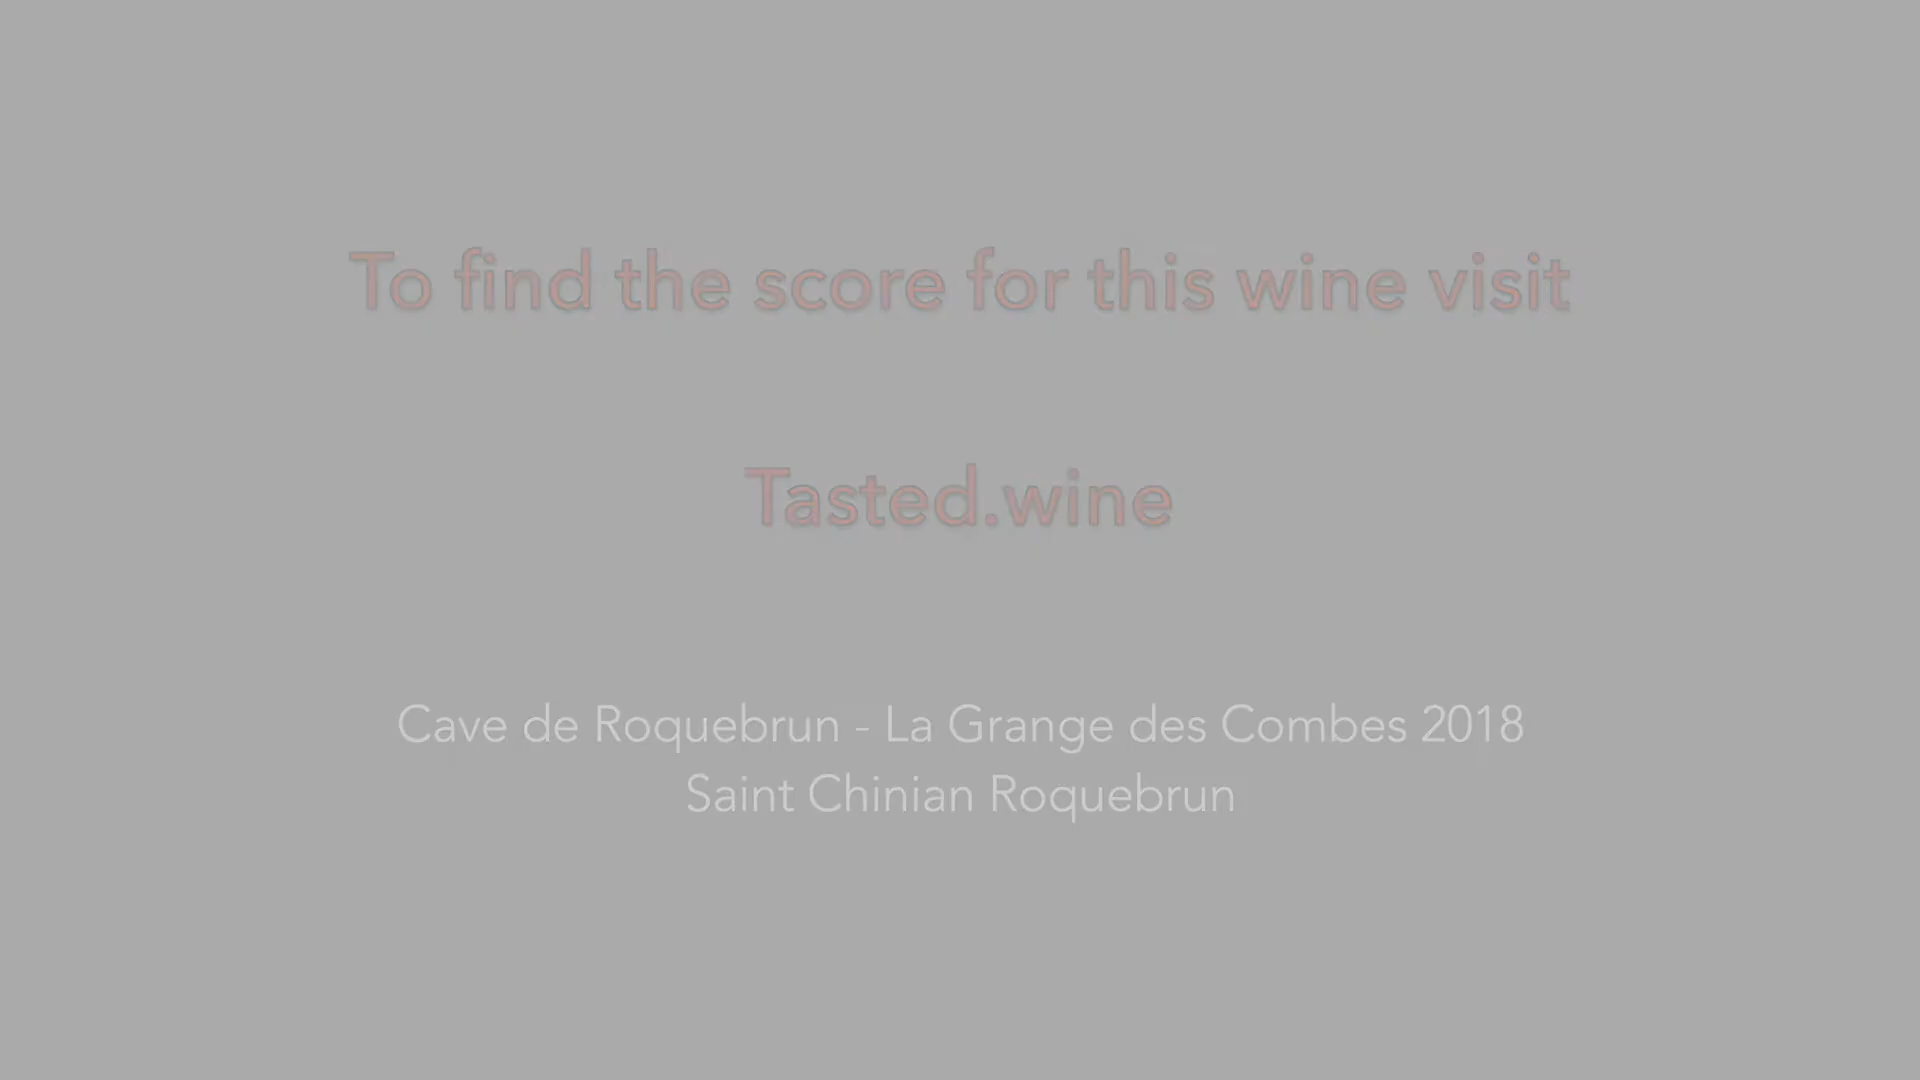 To find the score for this wine visit
Tasted.wine
Cave de Roquebrun - La Grange des Combes 2018
Saint Chinian Roquebrun